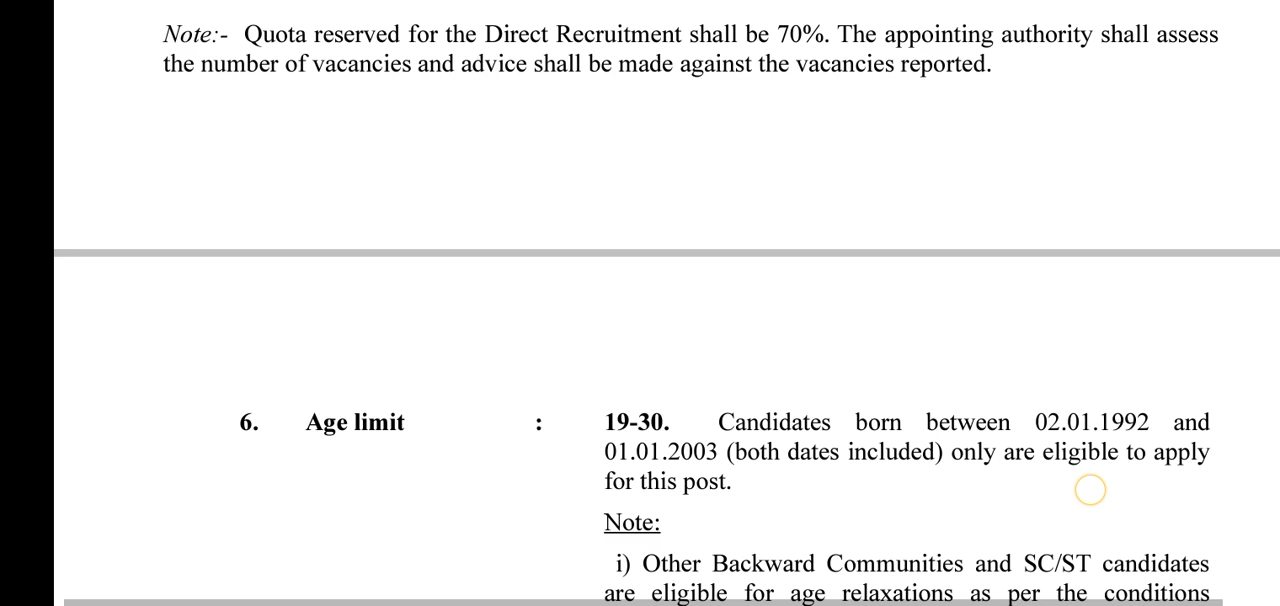 Note:- Quota reserved for the Direct Recruitment shall be 70%. The appointing authority shall assess
the number of vacancies and advice shall be made against the vacancies reported.
6. Age limit : 19-30. Candidates born between 02.01.1992 and
01.01.2003 (both dates included) only are eligible to apply
for this post.
Note:
i) Other Backward Communities and SC/ST candidates
are eligible for age relaxations as per the conditions